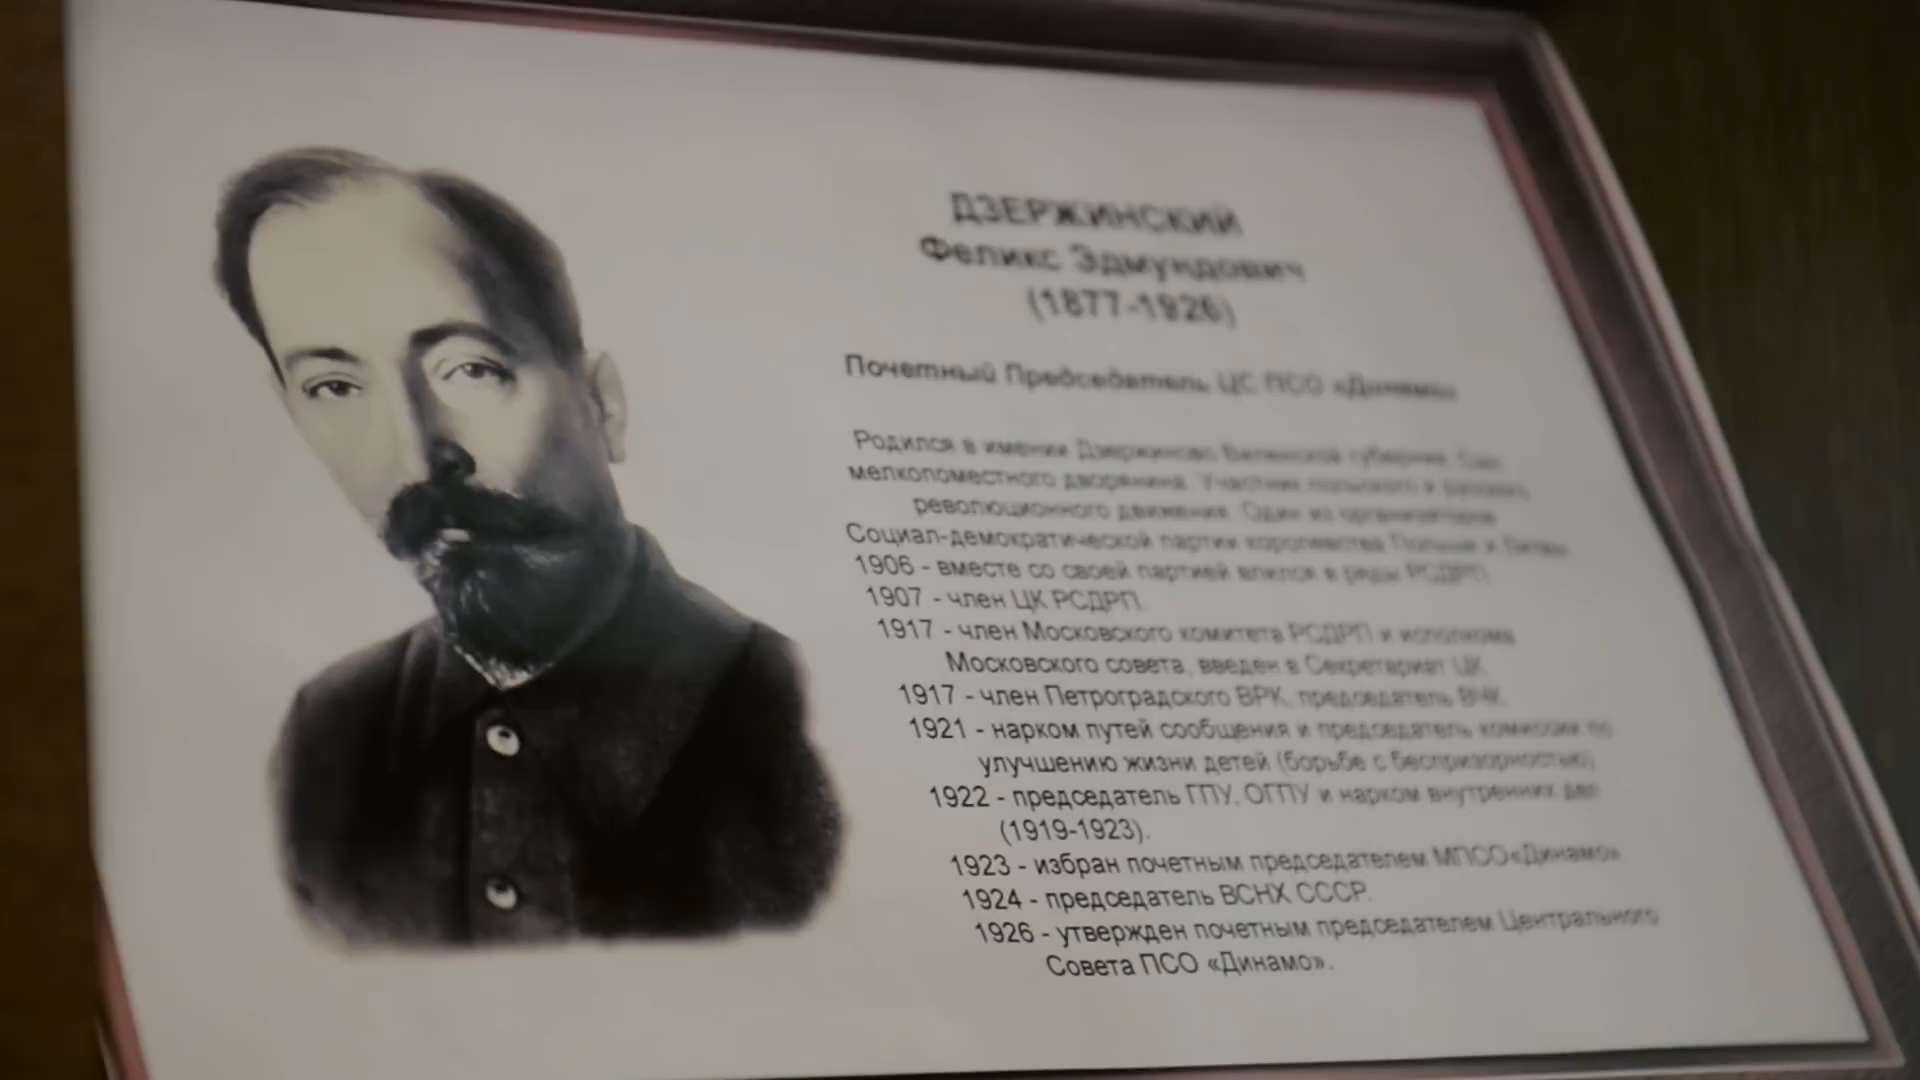 ДЗЕРЖИНСКИЙ
Феликс Эдмундович
(1877-1926)
Почетный Председатель ЦС ПСО «Динамо»
Родился в имении Дзержиново Виленской губернии. Сын
мелкопоместного дворянина. Участник польского и русского
революционного движения. Один из организаторов
Социал-демократической партии королевства Польши и Литвы.
1906 - вместе со своей партией влился в ряды РСДРП.
1907 - член ЦК РСДРП.
1917 - член Московского комитета РСДРП и исполкома
Московского совета, введен в Секретариат ЦК.
1917 - член Петроградского ВРК, председатель ВЧК.
1921 - нарком путей сообщения и председатель комиссии по
улучшению жизни детей (борьбе с беспризорностью).
1922 - председатель ГПУ, ОГПУ и нарком внутренних дел
(1919-1923).
1923 - избран почетным председателем МПСО«Динамо».
1924 - председатель ВСНХ СССР.
1926 - утвержден почетным председателем Центрального
Совета ПСО «Динамо».